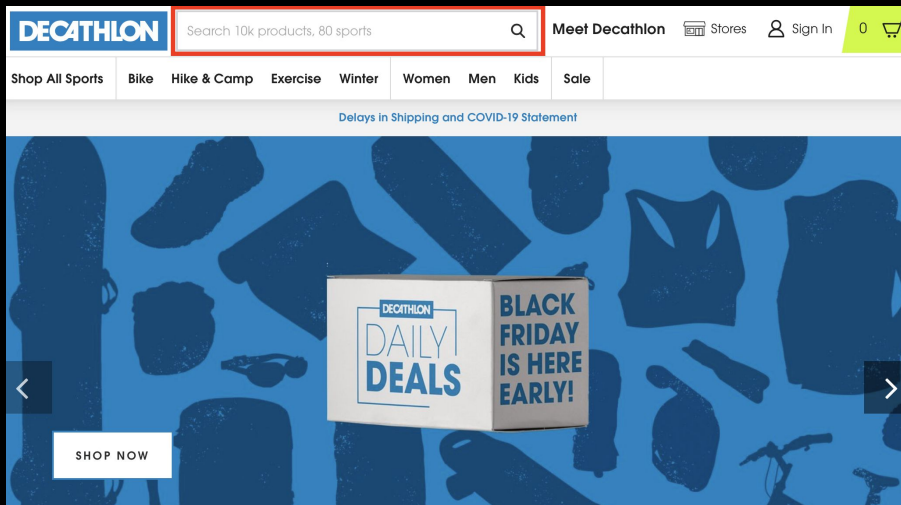 DECATHLON
Search 10k products, 80 sports
Meet Decathlon
Stores
Sign In
0
Shop All Sports
Bike
Hike & Camp
Exercise
Winter
Women
Men
Kids
Sale
Delays in Shipping and COVID-19 Statement
DECATHLON
DAILY
DEALS
BLACK
FRIDAY
IS HERE
EARLY!
SHOP NOW